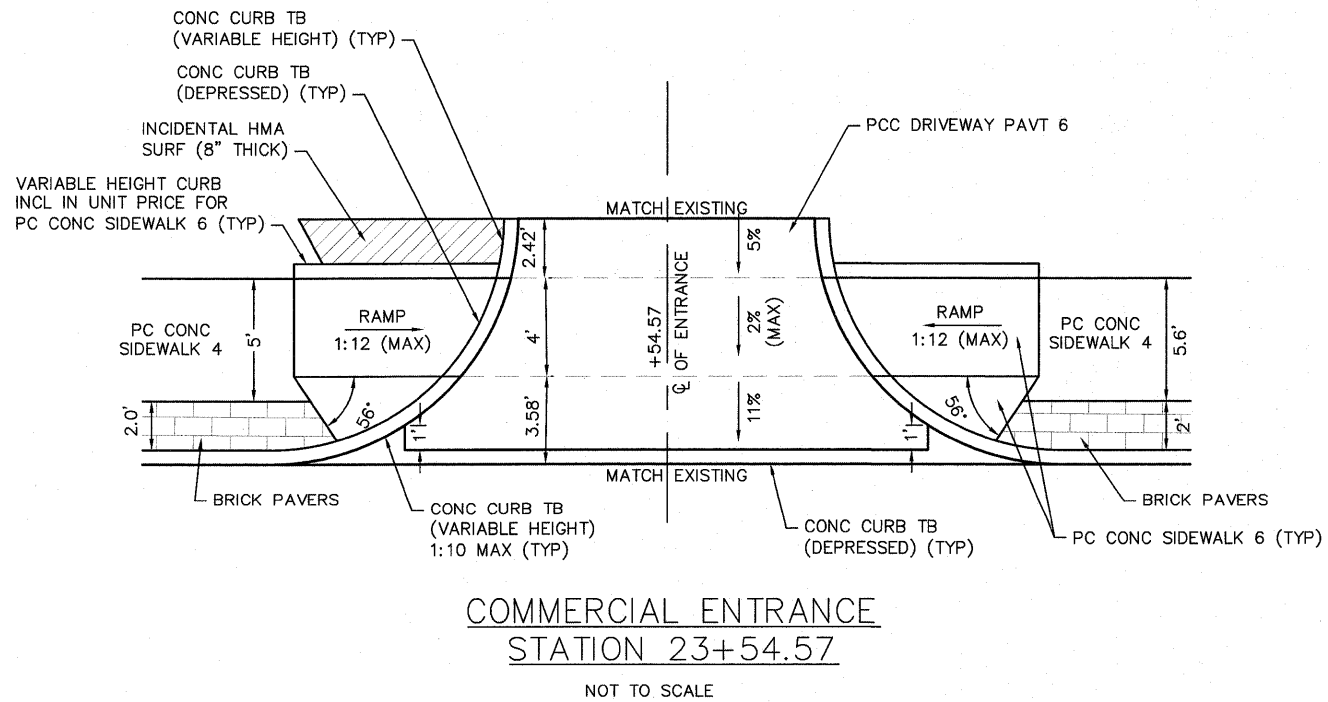 CONC CURB TB
(VARIABLE HEIGHT) (TYP)
CONC CURB TB
(DEPRESSED) (TYP)
INCIDENTAL HMA
SURF (8" THICK)
VARIABLE HEIGHT CURB
INCL IN UNIT PRICE FOR
PC CONC SIDEWALK 6 (TYP)
PCC DRIVEWAY PAVT 6
MATCH EXISTING
2.42'
5%
PC CONC
SIDEWALK 4
5'
RAMP
1:12 (MAX)
4'
+54.57
℄ OF ENTRANCE
2%
(MAX)
RAMP
1:12 (MAX)
PC CONC
SIDEWALK 4
5.6'
2.0'
56°
1'
3.58'
11%
1'
56°
2'
MATCH EXISTING
BRICK PAVERS
CONC CURB TB
(VARIABLE HEIGHT)
1:10 MAX (TYP)
CONC CURB TB
(DEPRESSED) (TYP)
BRICK PAVERS
PC CONC SIDEWALK 6 (TYP)
COMMERCIAL ENTRANCE
STATION 23+54.57
NOT TO SCALE